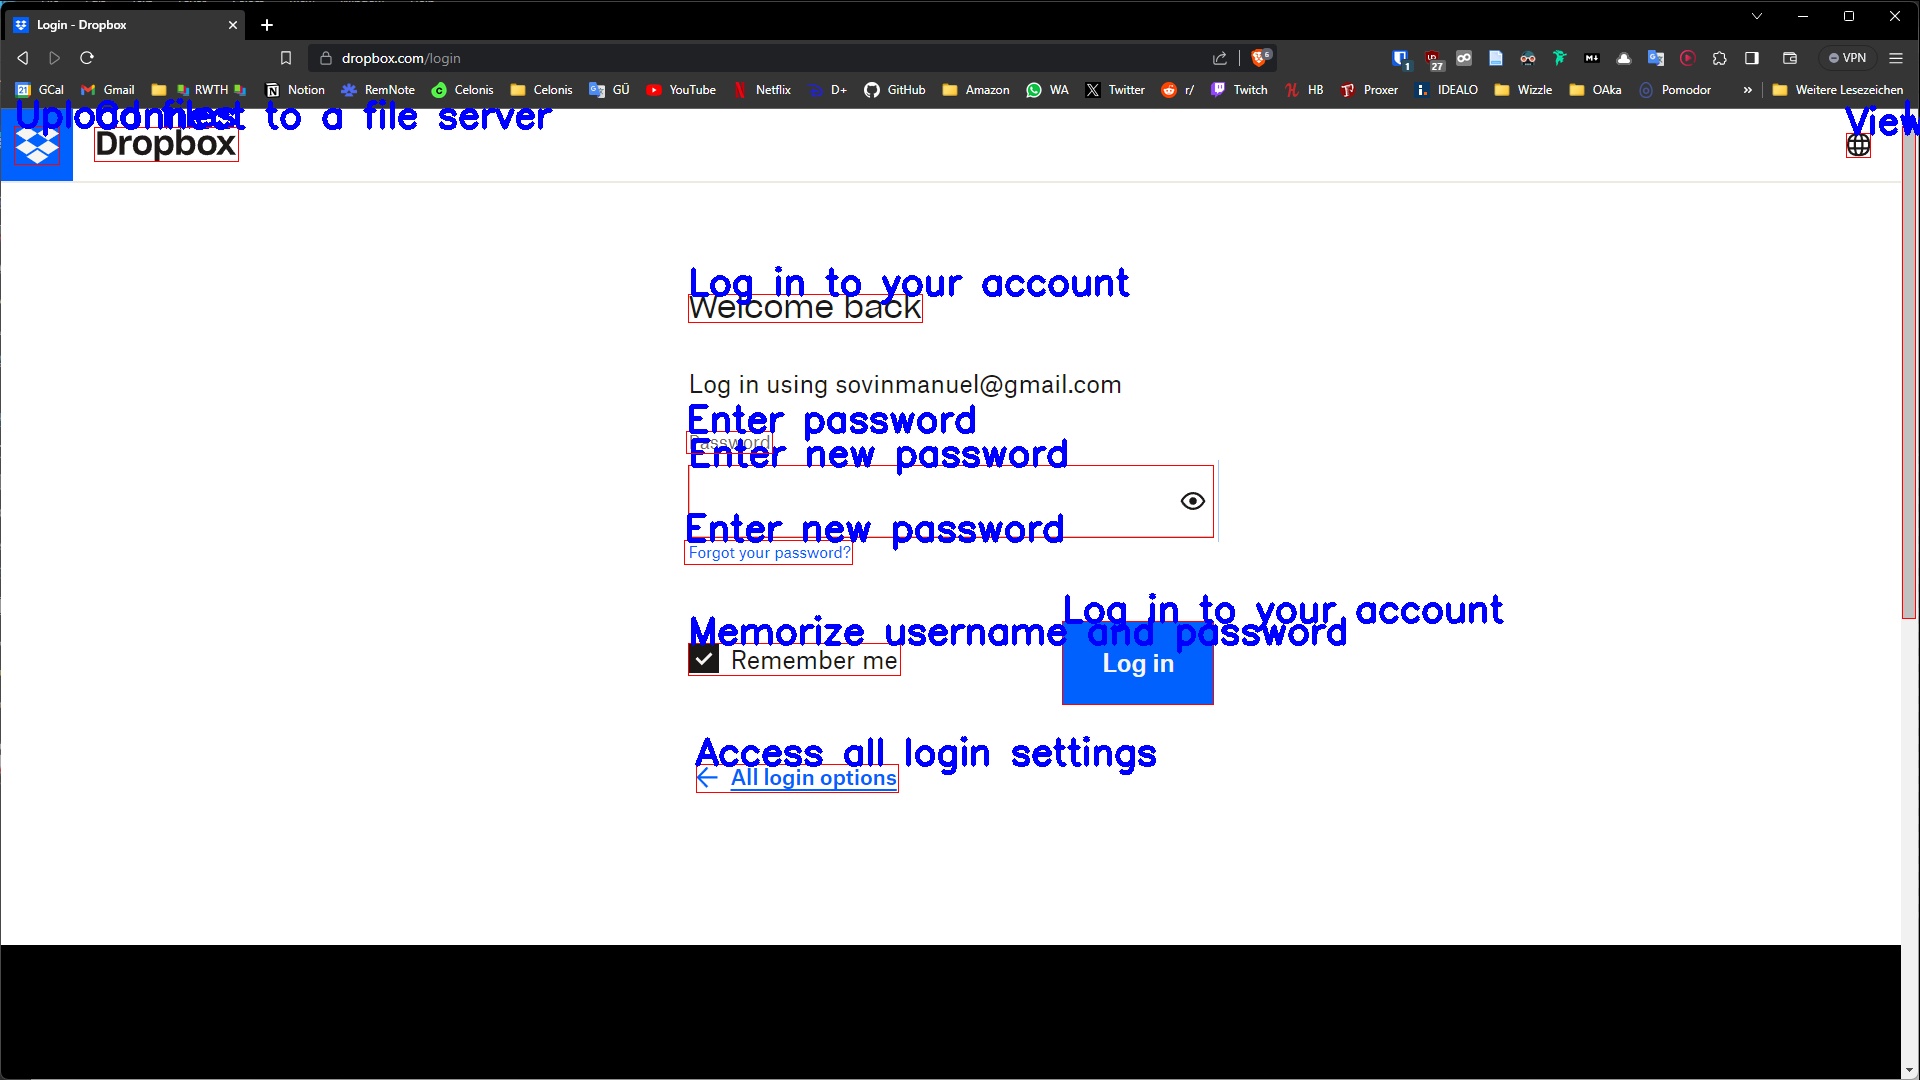 Login - Dropbox
dropbox.com/login
6
1
27
VPN
GCal
Gmail
RWTH
Notion
RemNote
Celonis
Celonis
GÜ
YouTube
Netflix
D+
GitHub
Amazon
WA
Twitter
r/
Twitch
HB
Proxer
IDEALO
Wizzle
OAka
Pomodor
»
Weitere Lesezeichen
Upload files
Connect to a file server
View
Dropbox
Log in to your account
Welcome back
Log in using sovinmanuel@gmail.com
Enter password
Password
Enter new password
Enter new password
Forgot your password?
Log in to your account
Memorize username and password
Remember me
Log in
Access all login settings
All login options